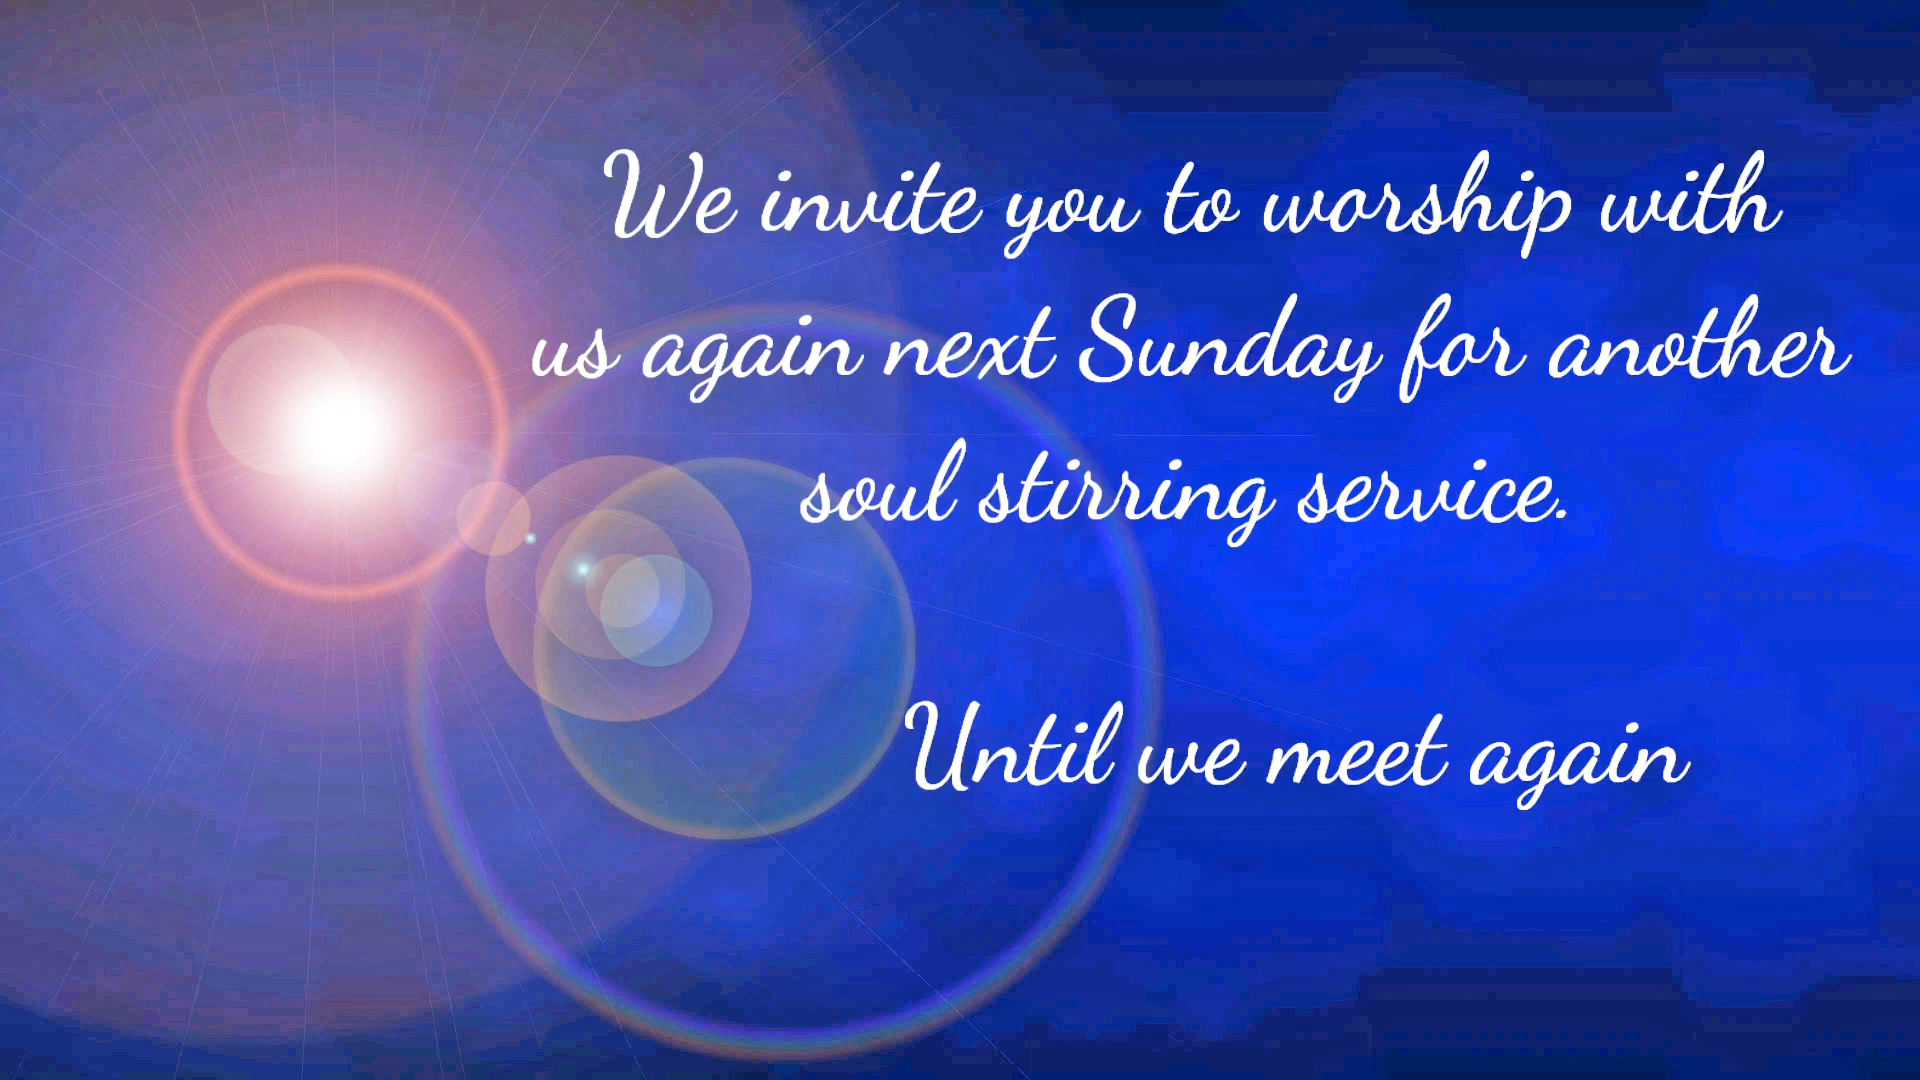 We invite you to worship with
us again next Sunday for another
soul stirring service.
Until we meet again